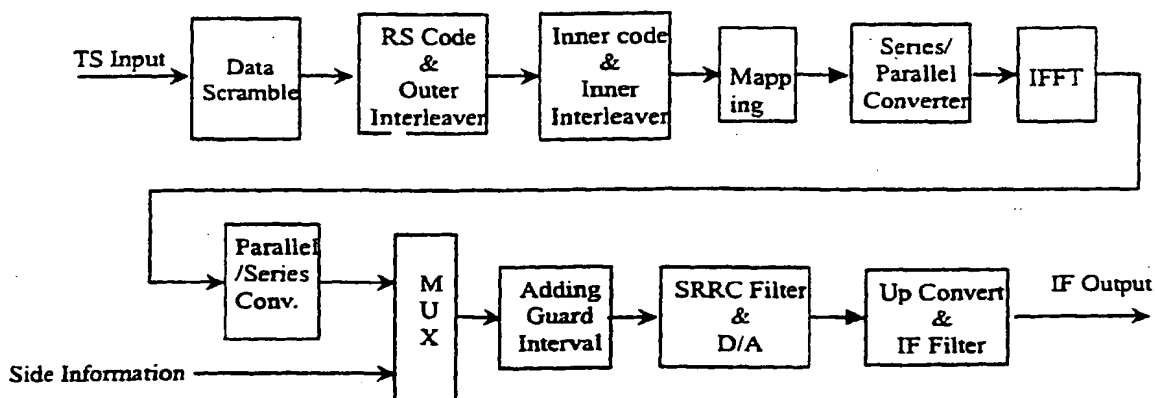 TS Input
Data
Scramble
RS Code
&
Outer
Interleaver
Inner code
&
Inner
Interleaver
Mapp
ing
Series/
Parallel
Converter
IFFT
Parallel
/Series
Conv.
M
U
X
Adding
Guard
Interval
SRRC Filter
&
D/A
Up Convert
&
IF Filter
IF Output
Side Information